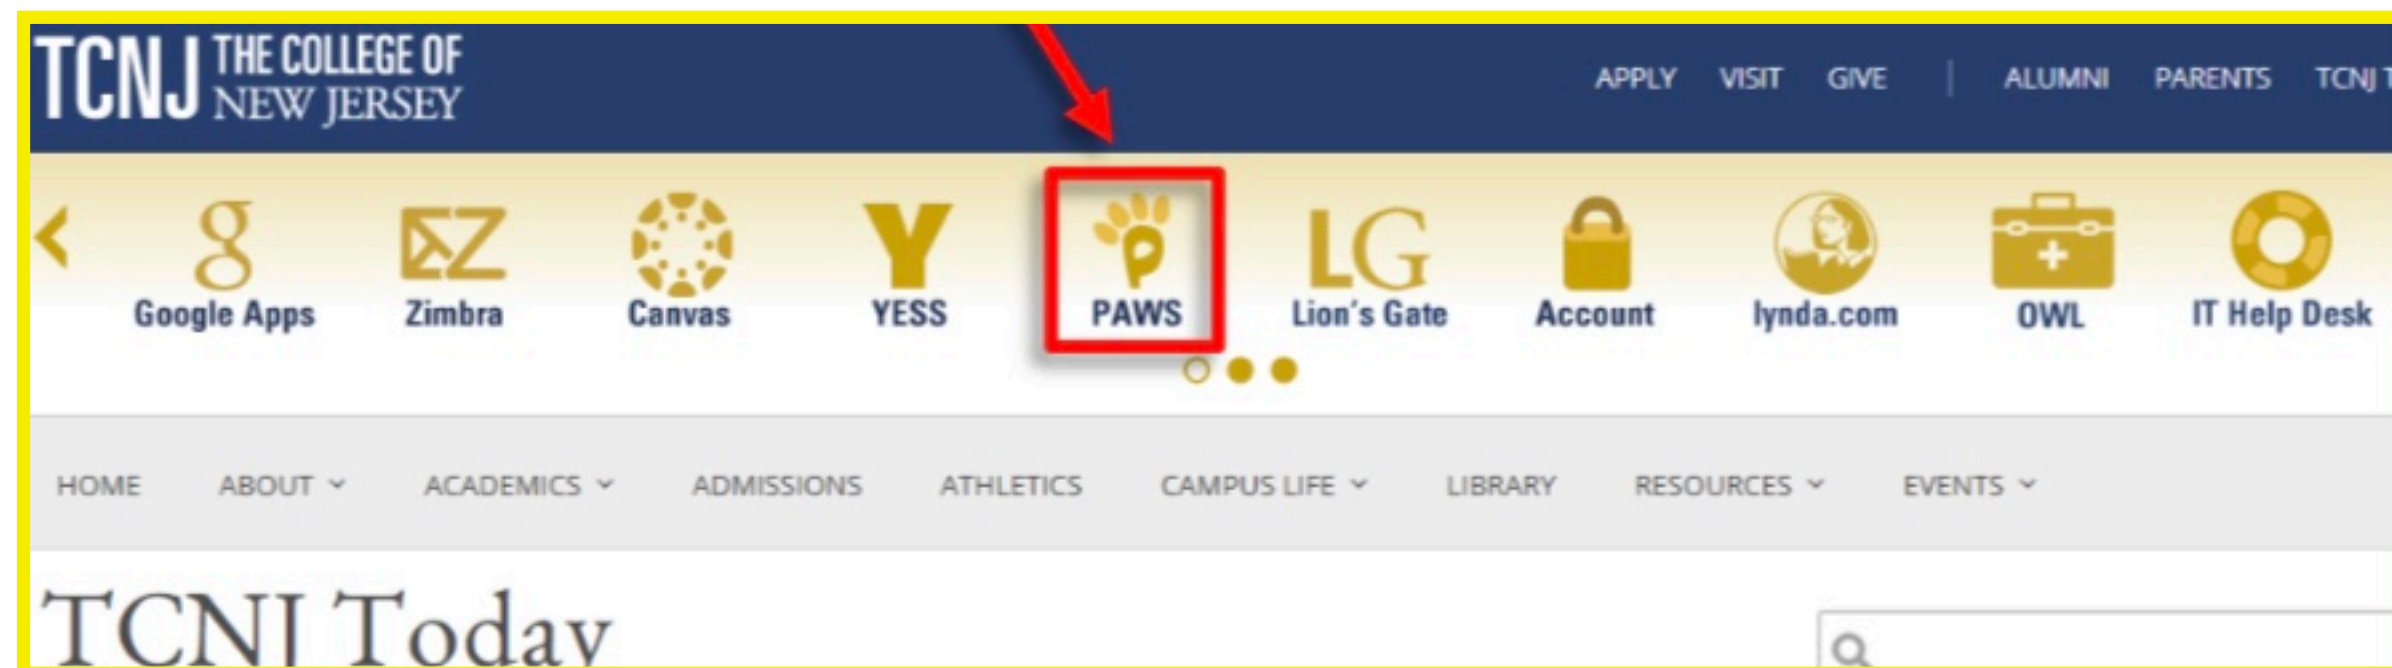 TCNJ THE COLLEGE OF
NEW JERSEY
APPLY VISIT GIVE | ALUMNI PARENTS TCNJ T
Google Apps Zimbra Canvas YESS PAWS Lion's Gate Account lynda.com OWL IT Help Desk
HOME ABOUT ACADEMICS ADMISSIONS ATHLETICS CAMPUS LIFE LIBRARY RESOURCES EVENTS
TCNJ Today